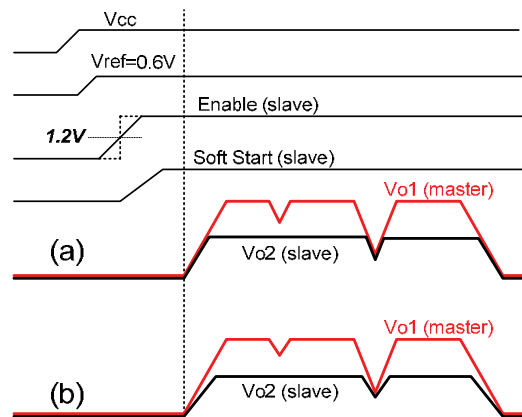 Vcc
Vref=0.6V
Enable (slave)
1.2V
Soft Start (slave)
Vo1 (master)
(a)
Vo2 (slave)
Vo1 (master)
(b)
Vo2 (slave)